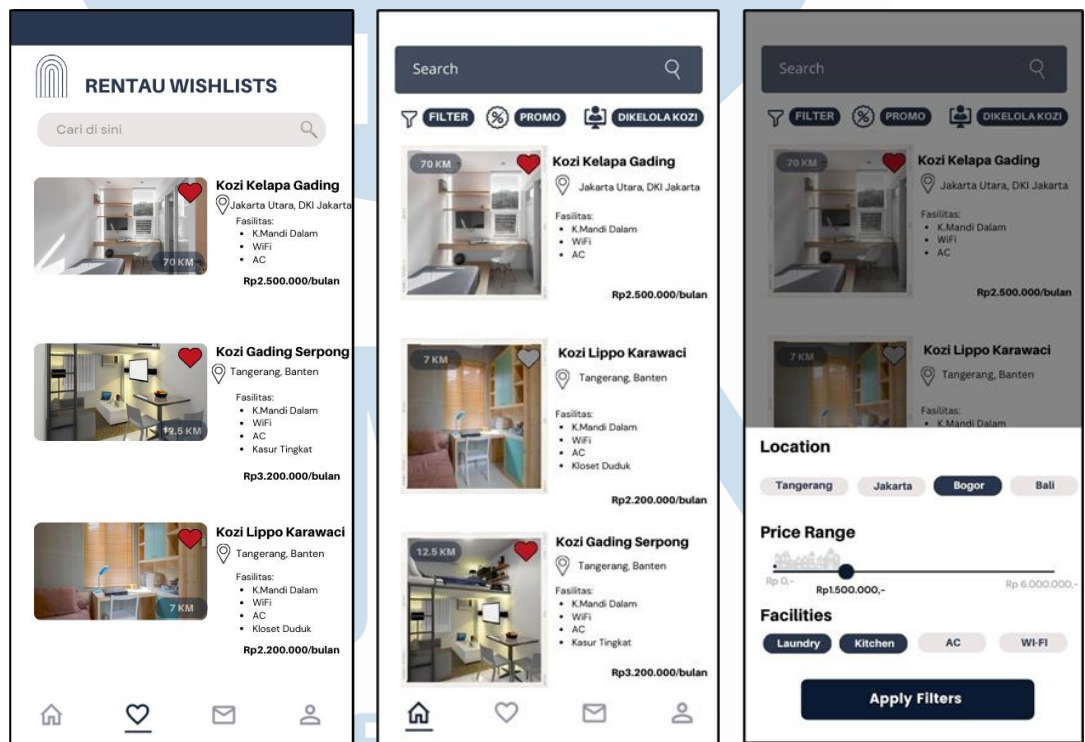 RENTAU WISHLISTS
Cari di sini
Kozi Kelapa Gading
Jakarta Utara, DKI Jakarta
Fasilitas:
• K.Mandi Dalam
• WiFi
• AC
70 KM
Rp2.500.000/bulan
Kozi Gading Serpong
Tangerang, Banten
Fasilitas:
• K.Mandi Dalam
• WiFi
• AC
• Kasur Tingkat
12.5 KM
Rp3.200.000/bulan
Kozi Lippo Karawaci
Tangerang, Banten
Fasilitas:
• K.Mandi Dalam
• WiFi
• AC
• Kloset Duduk
7 KM
Rp2.200.000/bulan
Search
FILTER
% PROMO
DIKELOLA KOZI
70 KM
Kozi Kelapa Gading
Jakarta Utara, DKI Jakarta
Fasilitas:
• K.Mandi Dalam
• WiFi
• AC
Rp2.500.000/bulan
7 KM
Kozi Lippo Karawaci
Tangerang, Banten
Fasilitas:
• K.Mandi Dalam
• WiFi
• AC
• Kloset Duduk
Rp2.200.000/bulan
12.5 KM
Kozi Gading Serpong
Tangerang, Banten
Fasilitas:
• K.Mandi Dalam
• WiFi
• AC
• Kasur Tingkat
Rp3.200.000/bulan
Search
FILTER
% PROMO
DIKELOLA KOZI
70 KM
Kozi Kelapa Gading
Jakarta Utara, DKI Jakarta
Fasilitas:
• K.Mandi Dalam
• WiFi
• AC
Rp2.500.000/bulan
7 KM
Kozi Lippo Karawaci
Tangerang, Banten
Fasilitas:
• K.Mandi Dalam
Location
Tangerang Jakarta Bogor Bali
Price Range
Rp 0,-
Rp1.500.000,-
Rp 6.000.000,-
Facilities
Laundry Kitchen AC WI-FI
Apply Filters